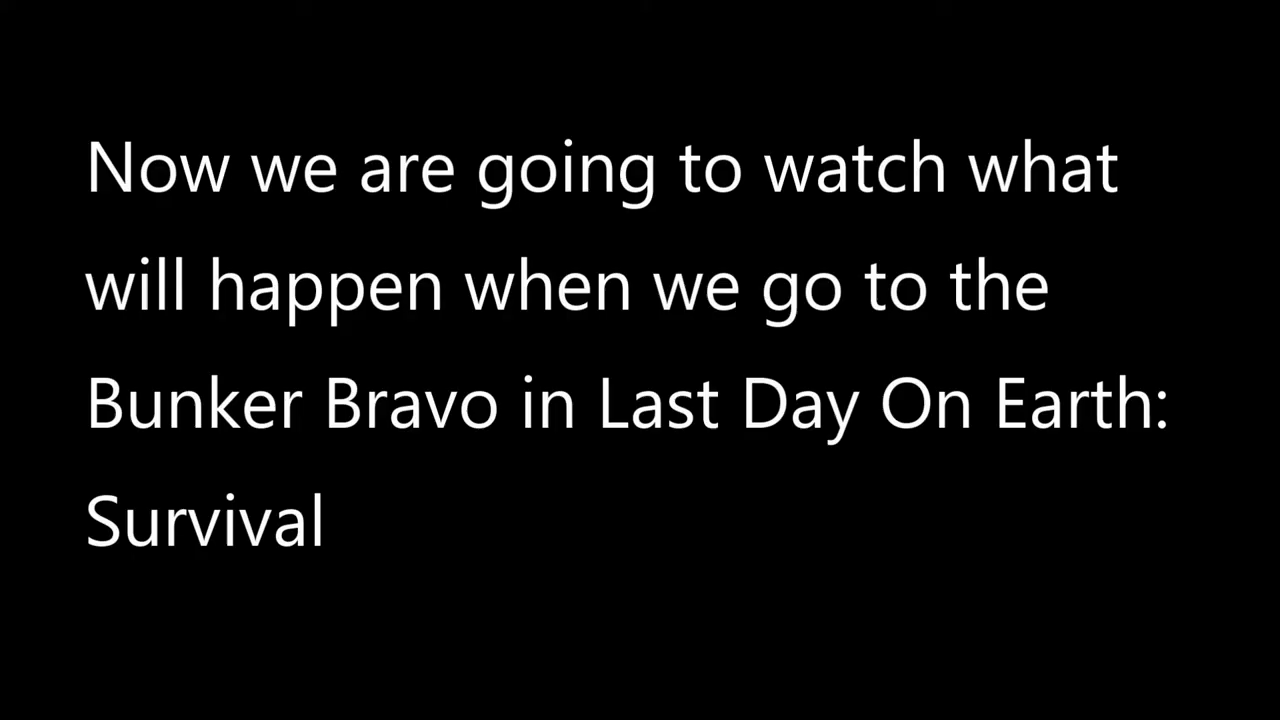 Now we are going to watch what
will happen when we go to the
Bunker Bravo in Last Day On Earth:
Survival